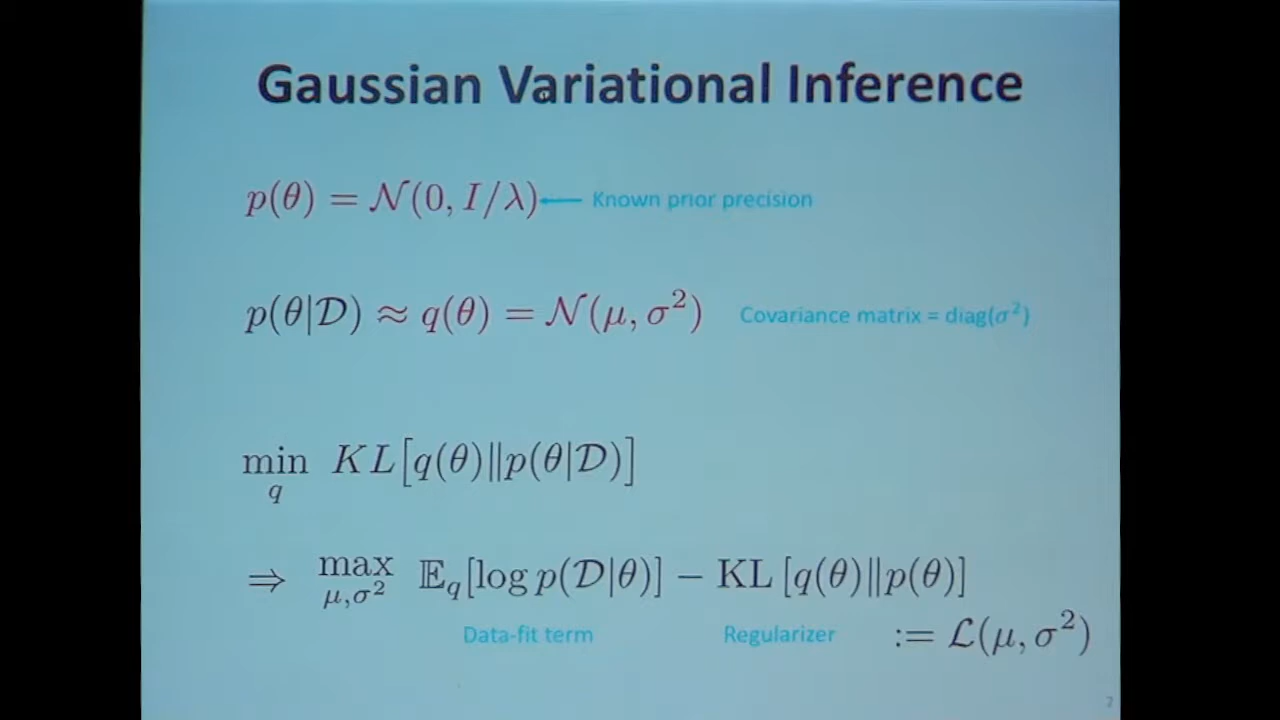 Gaussian Variational Inference
p(θ) = 𝒩(0, I/λ) ← Known prior precision
p(θ|𝒟) ≈ q(θ) = 𝒩(μ, σ²) Covariance matrix = diag(σ²)
min_q KL[q(θ)‖p(θ|𝒟)]
⇒ max_{μ,σ²} 𝔼_q[log p(𝒟|θ)] − KL [q(θ)‖p(θ)]
Data-fit term Regularizer := ℒ(μ, σ²)
7